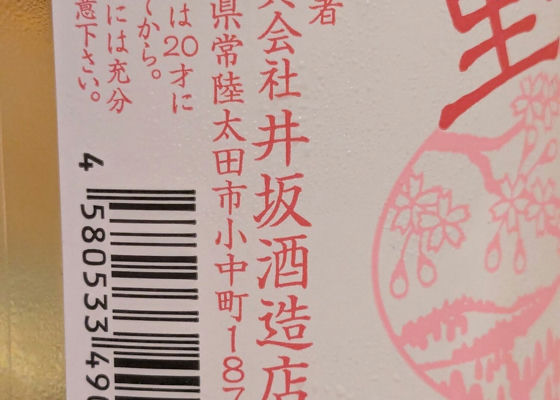 者
会社井坂酒造店
県常陸太田市小中町187
は20才に
てから。
には充分
意下さい。
4 580533 490